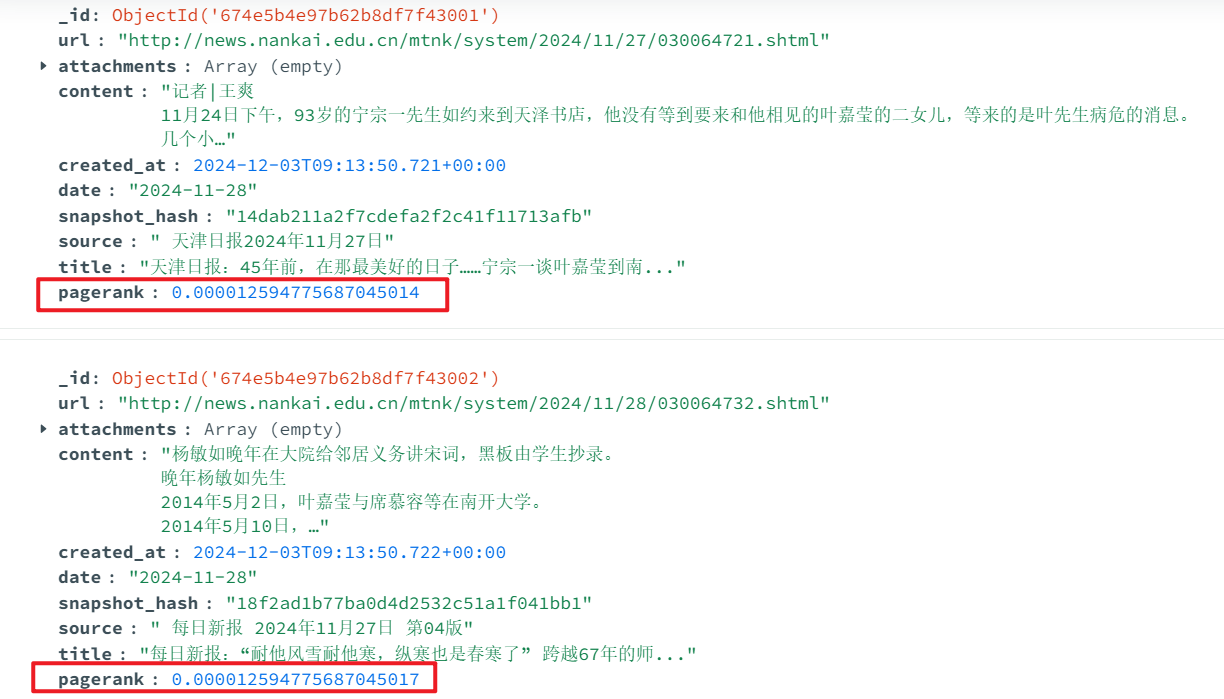 _id: ObjectId('674e5b4e97b62b8df7f43001')
url : "http://news.nankai.edu.cn/mtnk/system/2024/11/27/030064721.shtml"
attachments : Array (empty)
content : "记者|王爽
11月24日下午，93岁的宁宗一先生如约来到天泽书店，他没有等到要来和他相见的叶嘉莹的二女儿，等来的是叶先生病危的消息。
几个小…"
created_at : 2024-12-03T09:13:50.721+00:00
date : "2024-11-28"
snapshot_hash : "14dab211a2f7cdefa2f2c41f11713afb"
source : " 天津日报2024年11月27日"
title : "天津日报：45年前，在那最美好的日子……宁宗一谈叶嘉莹到南..."
pagerank : 0.000012594775687045014
_id: ObjectId('674e5b4e97b62b8df7f43002')
url : "http://news.nankai.edu.cn/mtnk/system/2024/11/28/030064732.shtml"
attachments : Array (empty)
content : "杨敏如晚年在大院给邻居义务讲宋词，黑板由学生抄录。
晚年杨敏如先生
2014年5月2日，叶嘉莹与席慕容等在南开大学。
2014年5月10日，…"
created_at : 2024-12-03T09:13:50.722+00:00
date : "2024-11-28"
snapshot_hash : "18f2ad1b77ba0d4d2532c51a1f041bb1"
source : " 每日新报 2024年11月27日 第04版"
title : "每日新报：“耐他风雪耐他寒，纵寒也是春寒了” 跨越67年的师..."
pagerank : 0.000012594775687045017